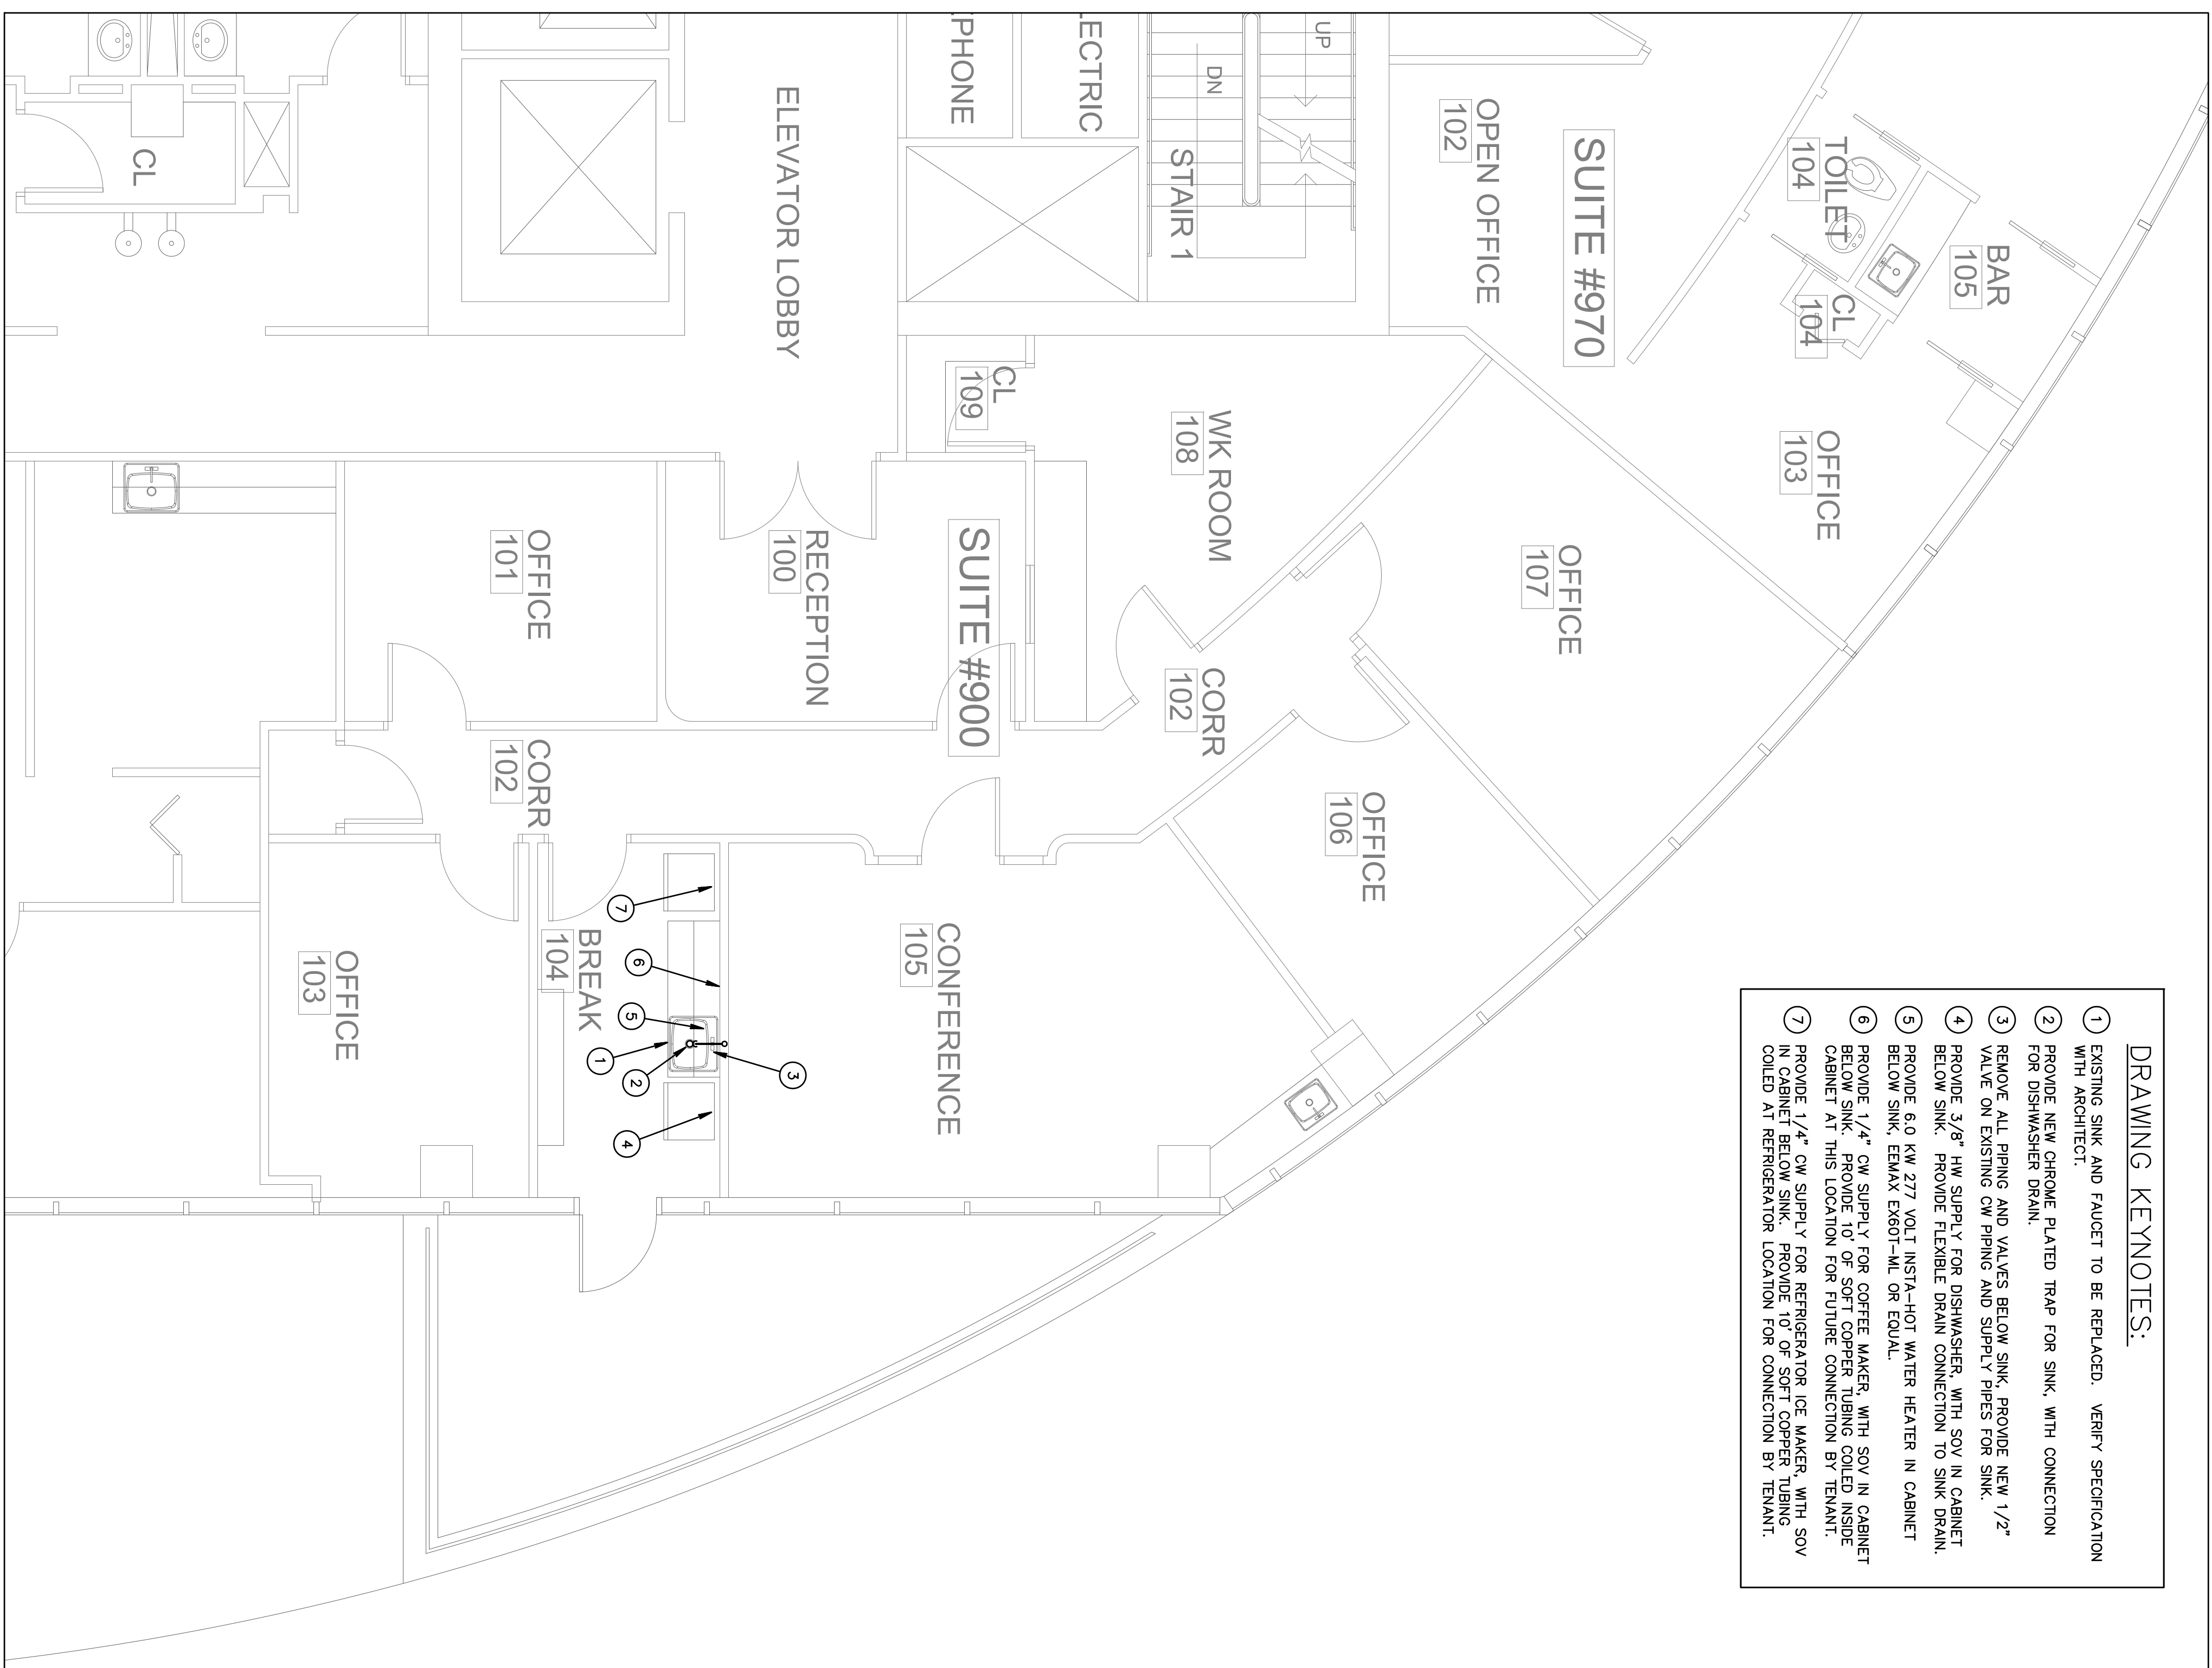 DRAWING KEYNOTES:
1 EXISTING SINK AND FAUCET TO BE REPLACED. VERIFY SPECIFICATION
WITH ARCHITECT.
2 PROVIDE NEW CHROME PLATED TRAP FOR SINK, WITH CONNECTION
FOR DISHWASHER DRAIN.
3 REMOVE ALL PIPING AND VALVES BELOW SINK, PROVIDE NEW 1/2"
VALVE ON EXISTING CW PIPING AND SUPPLY PIPES FOR SINK.
4 PROVIDE 3/8" HW SUPPLY FOR DISHWASHER, WITH SOV IN CABINET
BELOW SINK. PROVIDE FLEXIBLE DRAIN CONNECTION TO SINK DRAIN.
5 PROVIDE 6.0 KW 277 VOLT INSTA-HOT WATER HEATER IN CABINET
BELOW SINK, EEMAX EX60T-ML OR EQUAL.
6 PROVIDE 1/4" CW SUPPLY FOR COFFEE MAKER, WITH SOV IN CABINET
BELOW SINK. PROVIDE 10' OF SOFT COPPER TUBING COILED INSIDE
CABINET AT THIS LOCATION FOR FUTURE CONNECTION BY TENANT.
7 PROVIDE 1/4" CW SUPPLY FOR REFRIGERATOR ICE MAKER, WITH SOV
IN CABINET BELOW SINK. PROVIDE 10' OF SOFT COPPER TUBING
COILED AT REFRIGERATOR LOCATION FOR CONNECTION BY TENANT.
BAR
105
TOILET
104
CL
104
OFFICE
103
SUITE #970
OPEN OFFICE
102
OFFICE
107
UP
DN
STAIR 1
LECTRIC
PHONE
WK ROOM
108
CL
109
CORR
102
OFFICE
106
ELEVATOR LOBBY
SUITE #900
RECEPTION
100
CONFERENCE
105
OFFICE
101
CORR
102
BREAK
104
3
7
6
5
1
2
4
OFFICE
103
CL